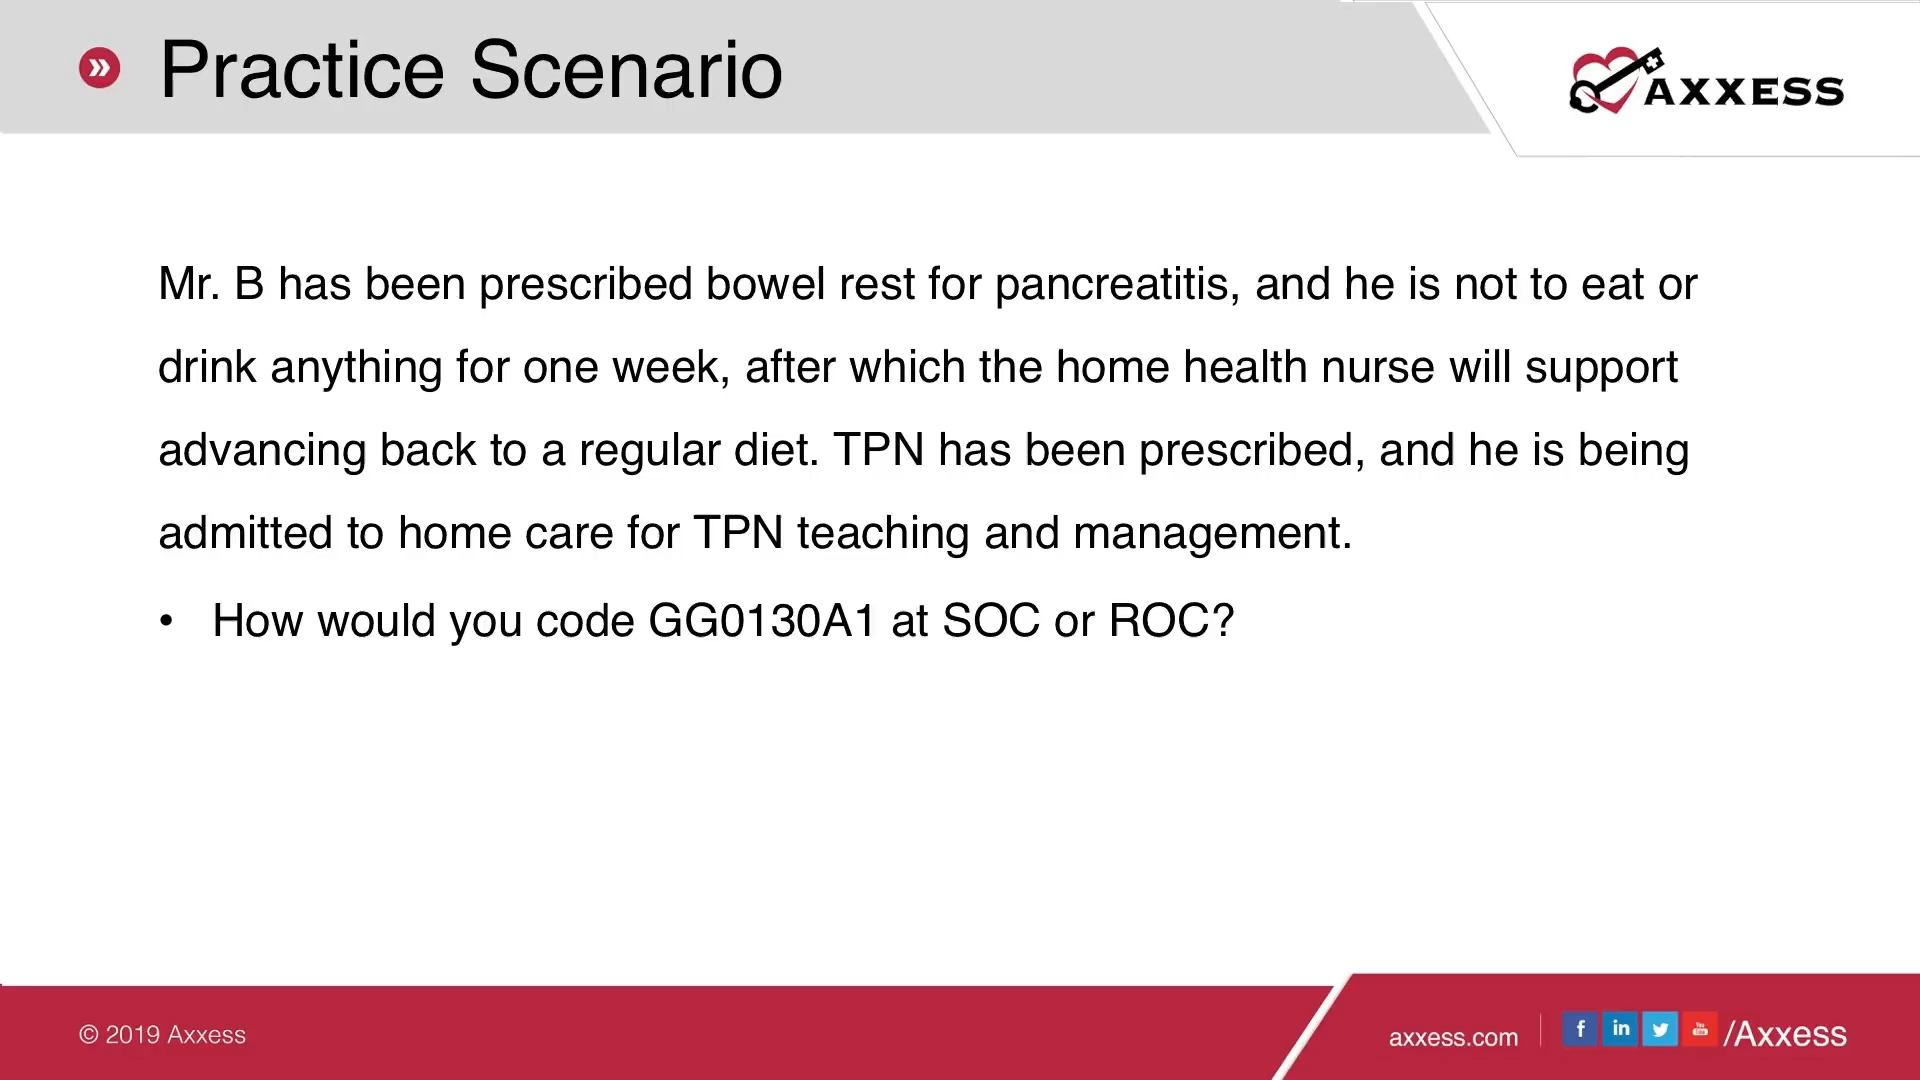 Practice Scenario
AXXESS
Mr. B has been prescribed bowel rest for pancreatitis, and he is not to eat or
drink anything for one week, after which the home health nurse will support
advancing back to a regular diet. TPN has been prescribed, and he is being
admitted to home care for TPN teaching and management.
• How would you code GG0130A1 at SOC or ROC?
© 2019 Axxess
axxess.com
f in You Tube /Axxess